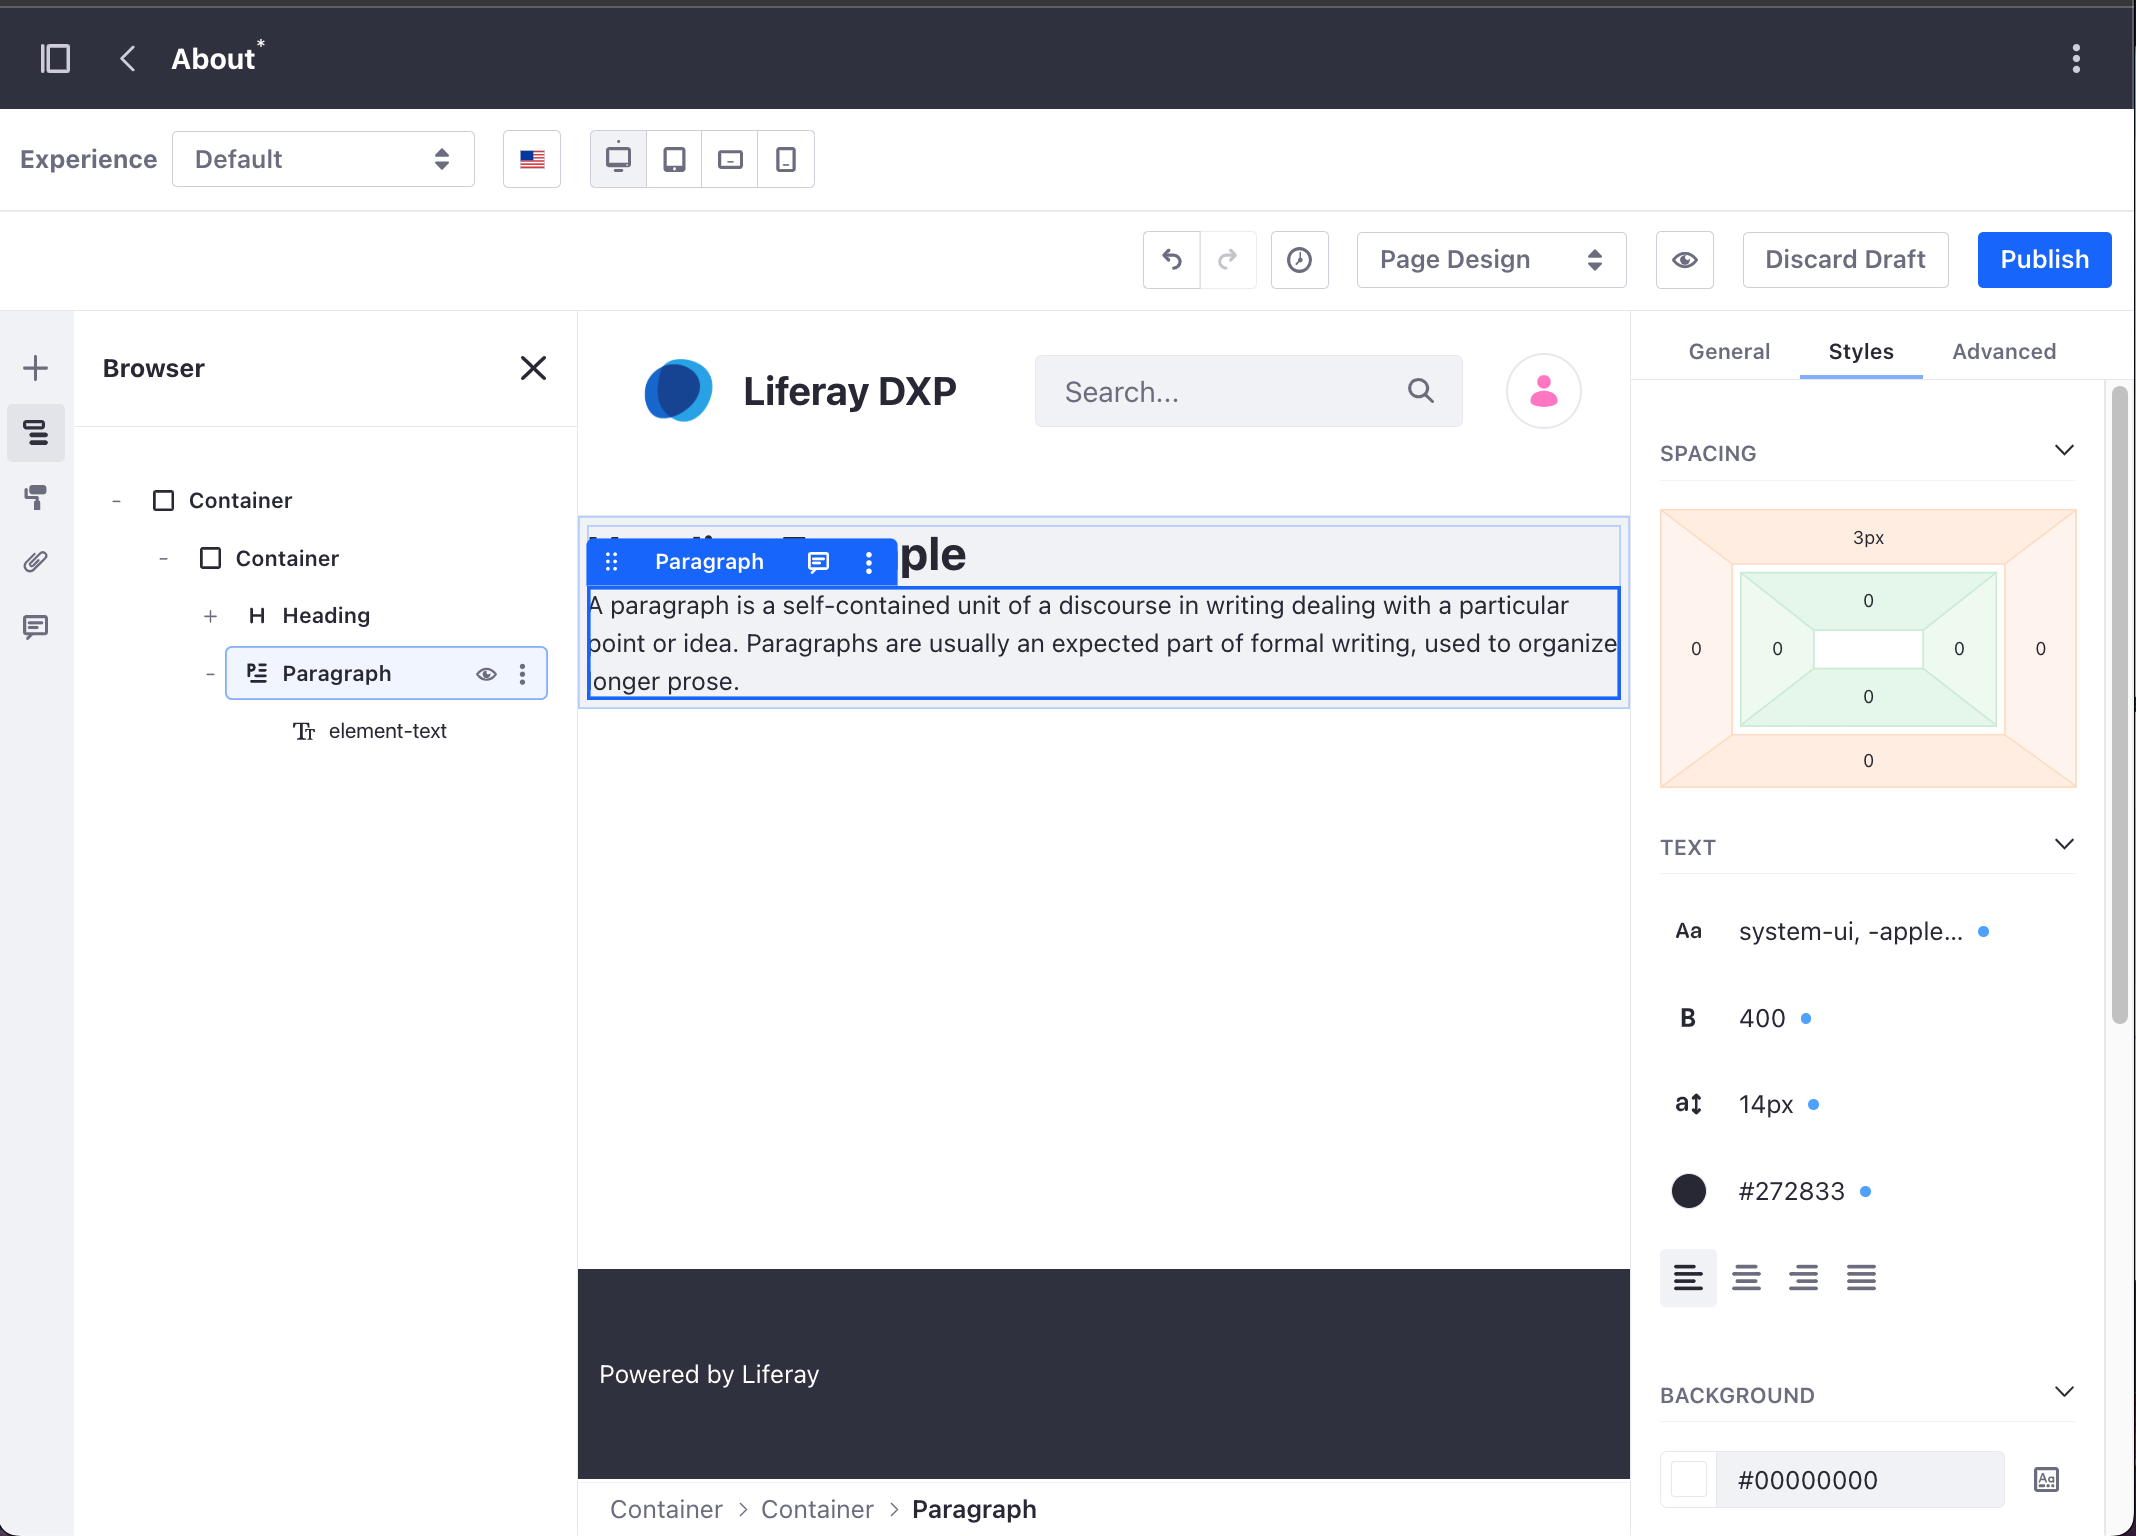 About*
Experience
Default
Page Design
Discard Draft
Publish
Browser
Container
Container
H Heading
Paragraph
element-text
Liferay DXP
Search...
ple
Paragraph
A paragraph is a self-contained unit of a discourse in writing dealing with a particular
point or idea. Paragraphs are usually an expected part of formal writing, used to organize
longer prose.
Powered by Liferay
Container > Container > Paragraph
General
Styles
Advanced
SPACING
3px
0
0 0 0 0
0
0
TEXT
Aa system-ui, -apple...
B 400
a 14px
#272833
BACKGROUND
#00000000
Aa